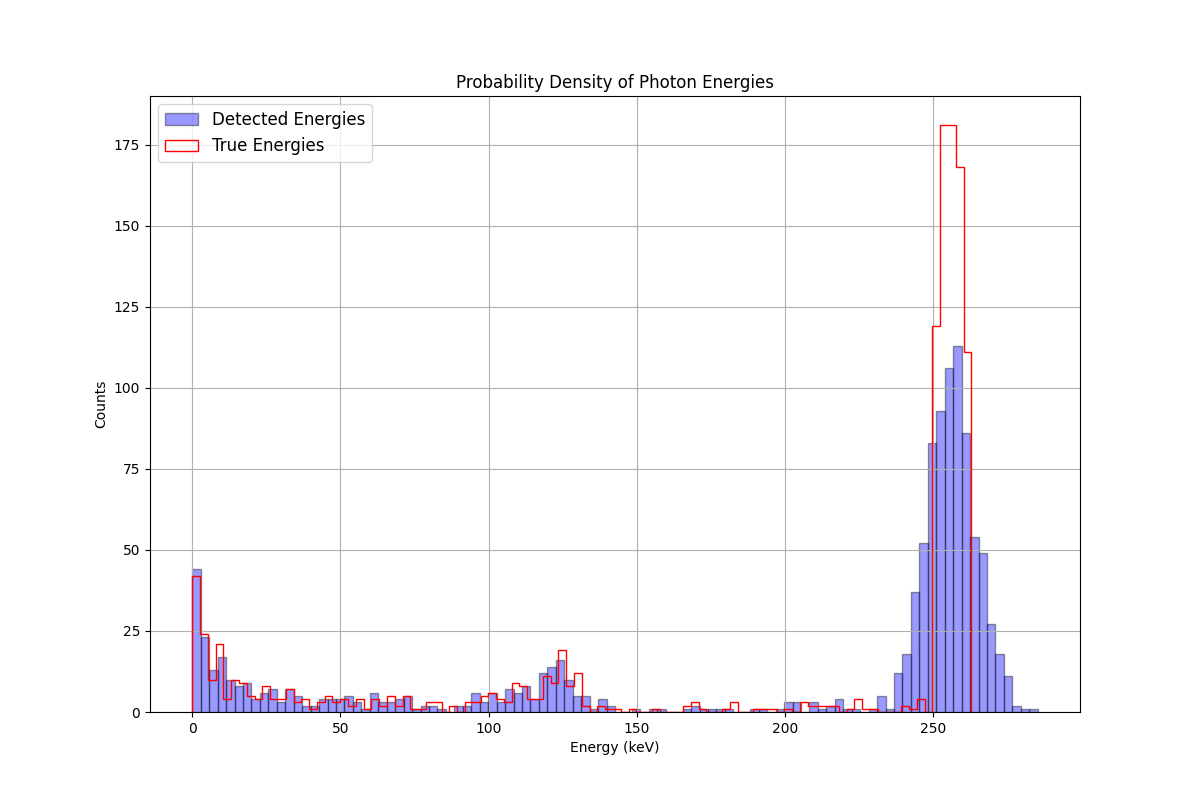 Probability Density of Photon Energies
Detected Energies
True Energies
175
150
125
100
75
50
25
0
Counts
0 50 100 150 200 250
Energy (keV)